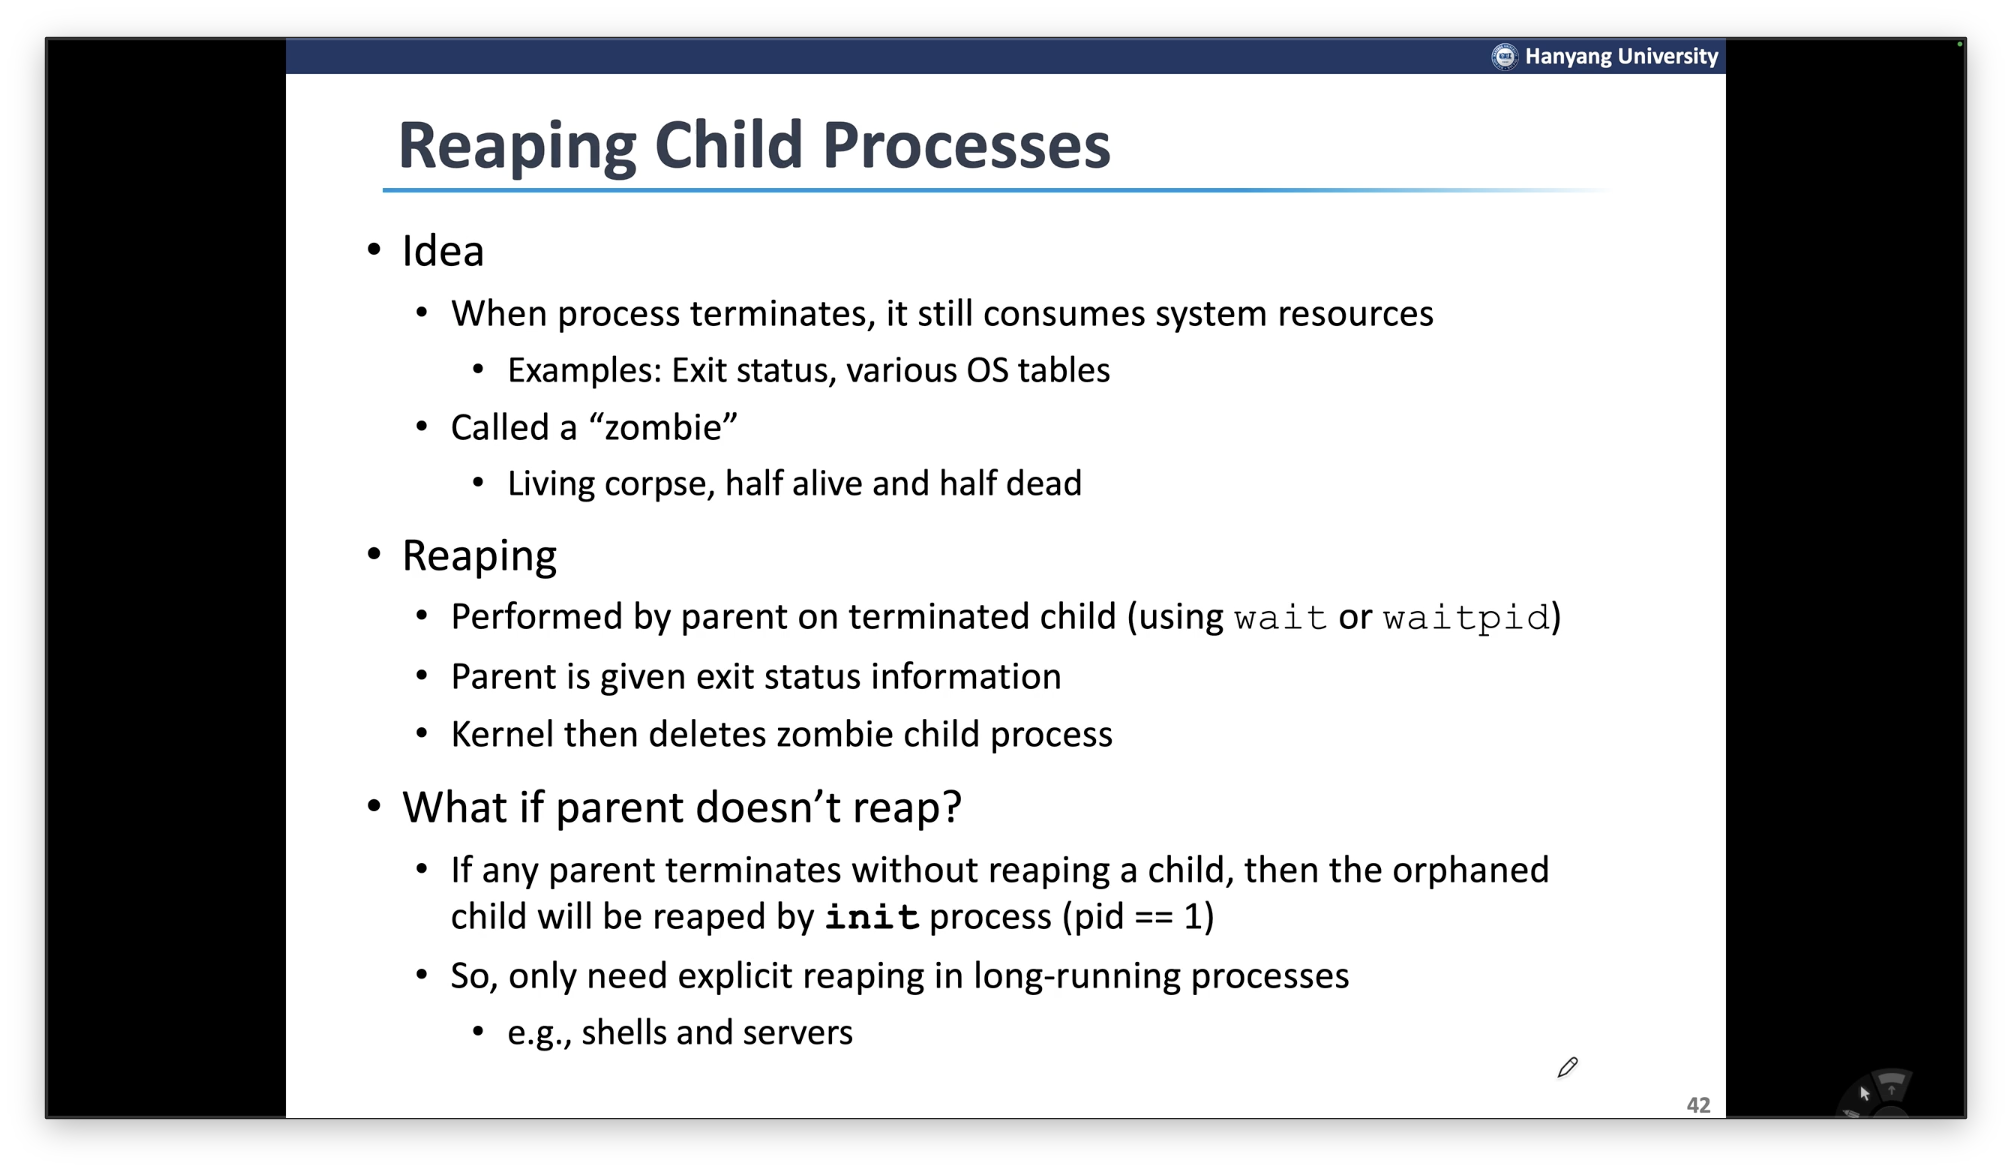 Hanyang University
Reaping Child Processes
• Idea
• When process terminates, it still consumes system resources
• Examples: Exit status, various OS tables
• Called a “zombie”
• Living corpse, half alive and half dead
• Reaping
• Performed by parent on terminated child (using wait or waitpid)
• Parent is given exit status information
• Kernel then deletes zombie child process
• What if parent doesn’t reap?
• If any parent terminates without reaping a child, then the orphaned
child will be reaped by init process (pid == 1)
• So, only need explicit reaping in long-running processes
• e.g., shells and servers
42